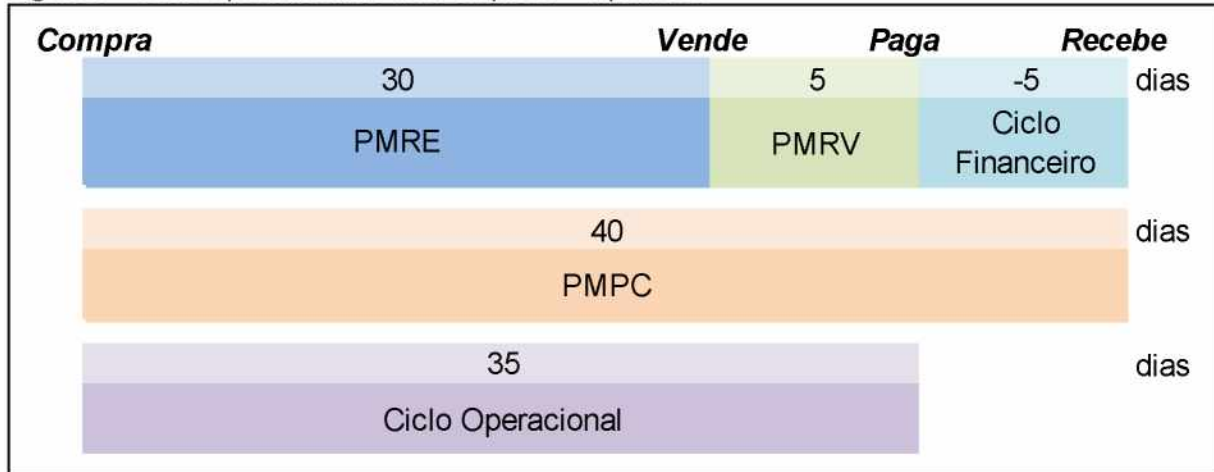 Compra Vende Paga Recebe
30 5 -5 dias
PMRE PMRV Ciclo
Financeiro
40 dias
PMPC
35 dias
Ciclo Operacional